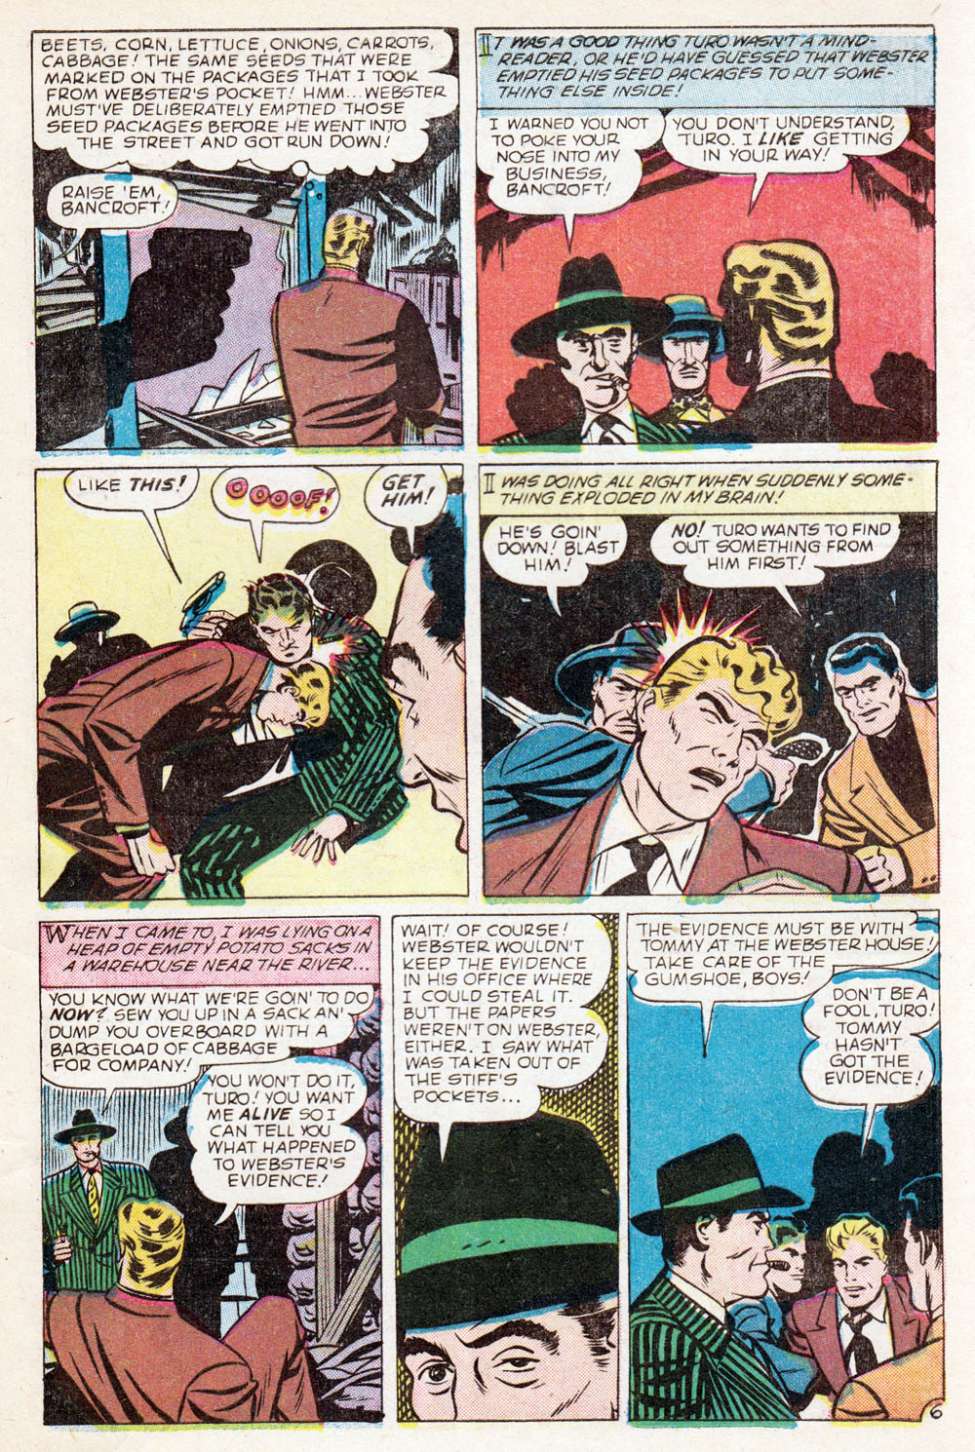 BEETS, CORN, LETTUCE, ONIONS, CARROTS,
CABBAGE! THE SAME SEEDS THAT WERE
MARKED ON THE PACKAGES THAT I TOOK
FROM WEBSTER'S POCKET! HMM... WEBSTER
MUST'VE DELIBERATELY EMPTIED THOSE
SEED PACKAGES BEFORE HE WENT INTO
THE STREET AND GOT RUN DOWN!
RAISE 'EM,
BANCROFT!
IT WAS A GOOD THING TURO WASN'T A MIND-
READER, OR HE'D HAVE GUESSED THAT WEBSTER
EMPTIED HIS SEED PACKAGES TO PUT SOME-
THING ELSE INSIDE!
I WARNED YOU NOT
TO POKE YOUR
NOSE INTO MY
BUSINESS,
BANCROFT!
YOU DON'T UNDERSTAND,
TURO. I LIKE GETTING
IN YOUR WAY!
LIKE THIS!
OOOOF!
GET
HIM!
I WAS DOING ALL RIGHT WHEN SUDDENLY SOME-
THING EXPLODED IN MY BRAIN!
HE'S GOIN'
DOWN! BLAST
HIM!
NO! TURO WANTS TO FIND
OUT SOMETHING FROM
HIM FIRST!
WHEN I CAME TO, I WAS LYING ON A
HEAP OF EMPTY POTATO SACKS IN
A WAREHOUSE NEAR THE RIVER...
YOU KNOW WHAT WE'RE GOIN' TO DO
NOW? SEW YOU UP IN A SACK AN'
DUMP YOU OVERBOARD WITH A
BARGELOAD OF CABBAGE
FOR COMPANY!
YOU WON'T DO IT,
TURO! YOU WANT
ME ALIVE SO I
CAN TELL YOU
WHAT HAPPENED
TO WEBSTER'S
EVIDENCE!
WAIT! OF COURSE!
WEBSTER WOULDN'T
KEEP THE EVIDENCE
IN HIS OFFICE WHERE
I COULD STEAL IT.
BUT THE PAPERS
WEREN'T ON WEBSTER,
EITHER. I SAW WHAT
WAS TAKEN OUT OF
THE STIFF'S
POCKETS...
THE EVIDENCE MUST BE WITH
TOMMY AT THE WEBSTER HOUSE!
TAKE CARE OF THE
GUMSHOE, BOYS!
DON'T BE A
FOOL, TURO!
TOMMY
HASN'T
GOT THE
EVIDENCE!
6